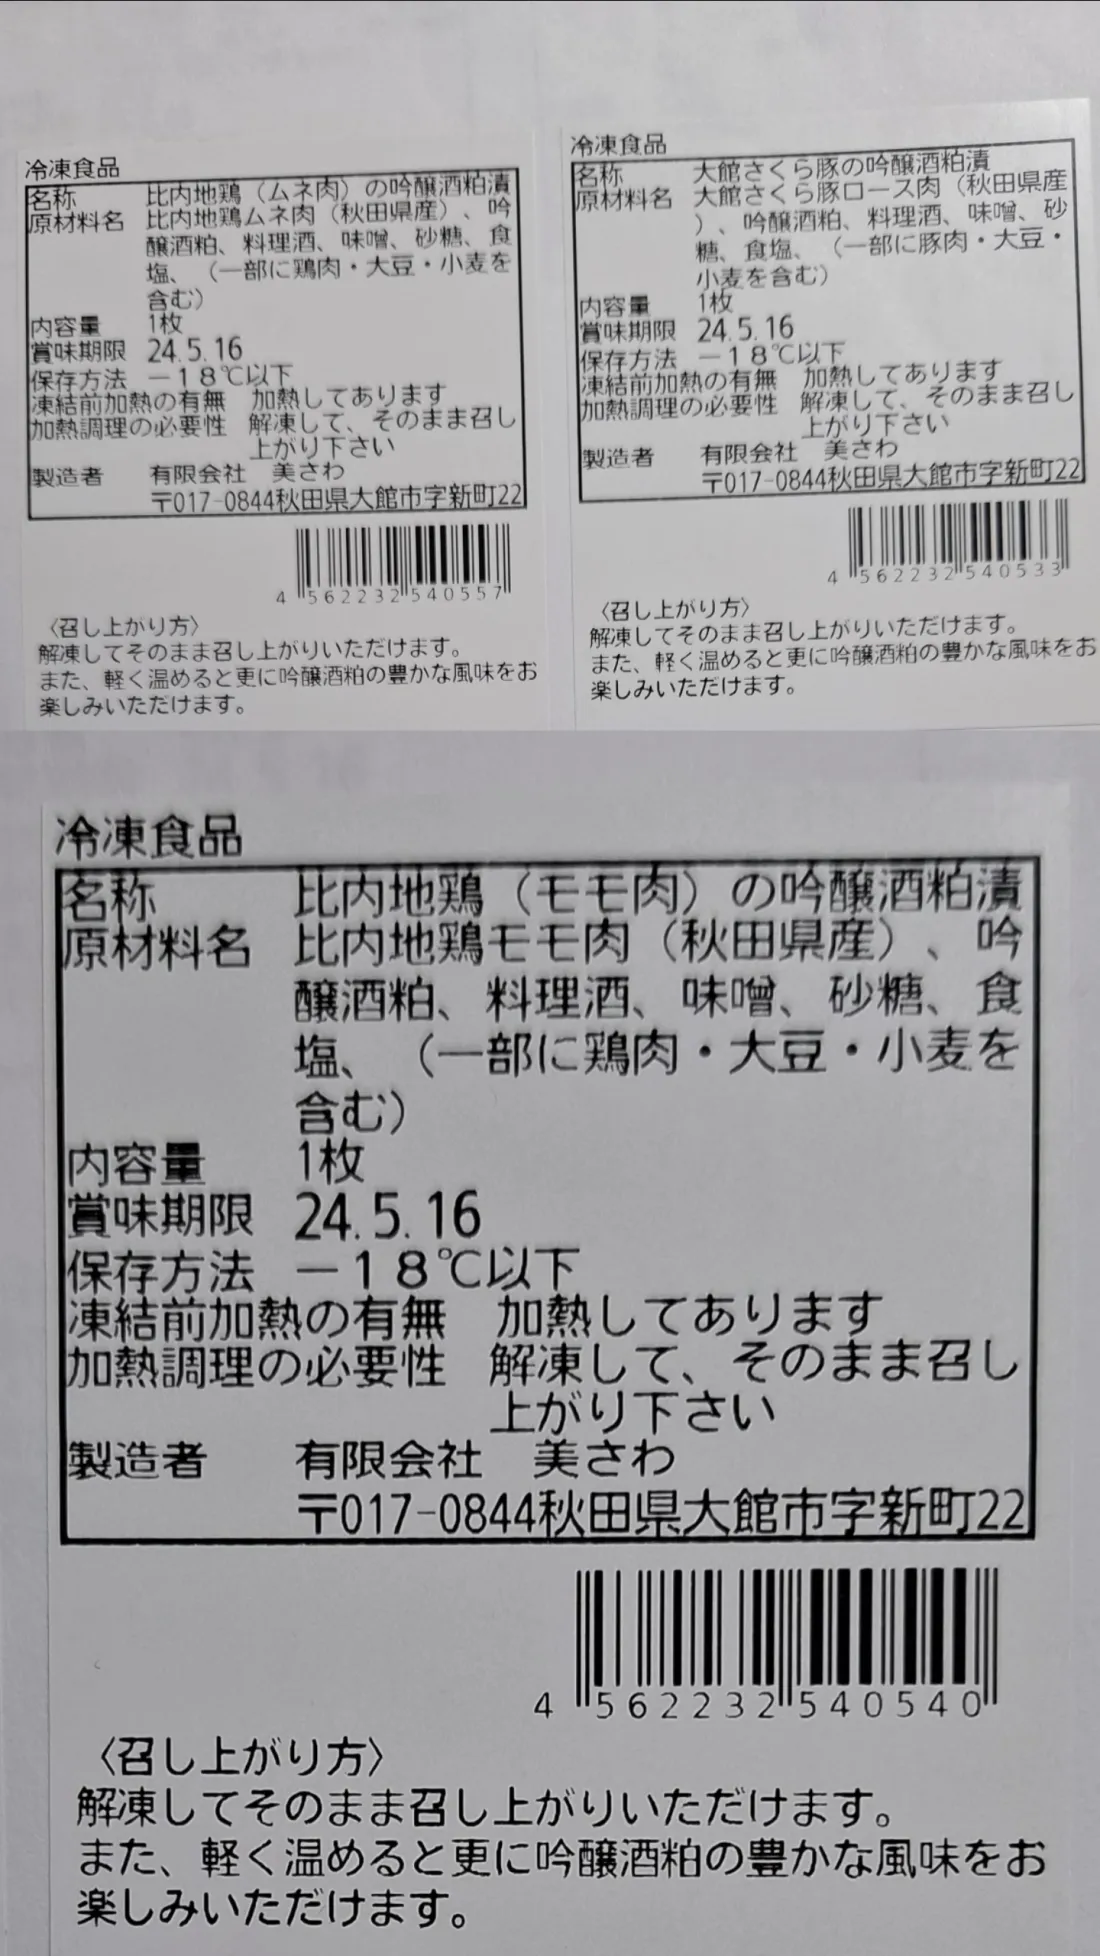 冷凍食品
名称 比内地鶏（ムネ肉）の吟醸酒粕漬
原材料名 比内地鶏ムネ肉（秋田県産）、吟
醸酒粕、料理酒、味噌、砂糖、食
塩、（一部に鶏肉・大豆・小麦を
含む）
内容量 1枚
賞味期限 24.5.16
保存方法 －１８℃以下
凍結前加熱の有無 加熱してあります
加熱調理の必要性 解凍して、そのまま召し
上がり下さい
製造者 有限会社 美さわ
〒017-0844秋田県大館市字新町22
4 562232 540557
〈召し上がり方〉
解凍してそのまま召し上がりいただけます。
また、軽く温めると更に吟醸酒粕の豊かな風味をお
楽しみいただけます。
冷凍食品
名称 大館さくら豚の吟醸酒粕漬
原材料名 大館さくら豚ロース肉（秋田県産
）、吟醸酒粕、料理酒、味噌、砂
糖、食塩、（一部に豚肉・大豆・
小麦を含む）
内容量 1枚
賞味期限 24.5.16
保存方法 －１８℃以下
凍結前加熱の有無 加熱してあります
加熱調理の必要性 解凍して、そのまま召し
上がり下さい
製造者 有限会社 美さわ
〒017-0844秋田県大館市字新町22
4 562232 540533
〈召し上がり方〉
解凍してそのまま召し上がりいただけます。
また、軽く温めると更に吟醸酒粕の豊かな風味をお
楽しみいただけます。
冷凍食品
名称 比内地鶏（モモ肉）の吟醸酒粕漬
原材料名 比内地鶏モモ肉（秋田県産）、吟
醸酒粕、料理酒、味噌、砂糖、食
塩、（一部に鶏肉・大豆・小麦を
含む）
内容量 1枚
賞味期限 24.5.16
保存方法 －１８℃以下
凍結前加熱の有無 加熱してあります
加熱調理の必要性 解凍して、そのまま召し
上がり下さい
製造者 有限会社 美さわ
〒017-0844秋田県大館市字新町22
4 562232 540540
〈召し上がり方〉
解凍してそのまま召し上がりいただけます。
また、軽く温めると更に吟醸酒粕の豊かな風味をお
楽しみいただけます。